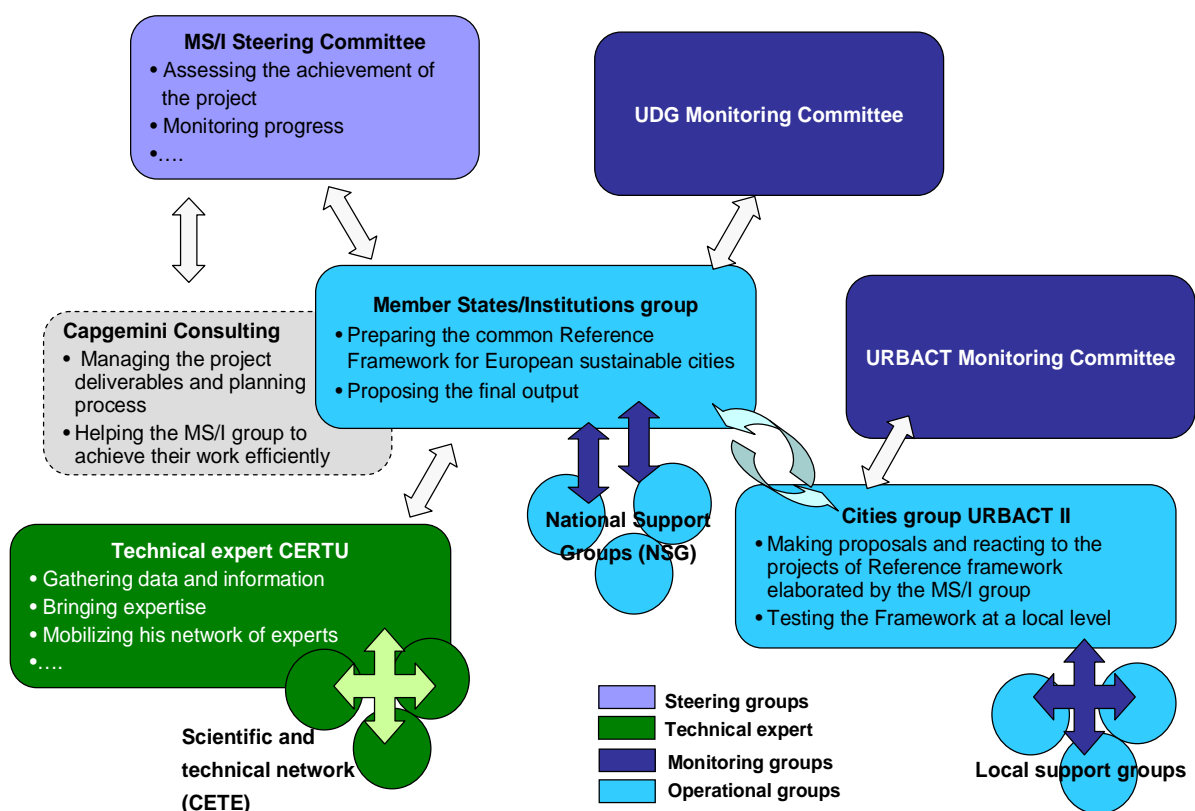 MS/I Steering Committee
• Assessing the achievement of
the project
• Monitoring progress
•….
UDG Monitoring Committee
Member States/Institutions group
• Preparing the common Reference
Framework for European sustainable cities
• Proposing the final output
Capgemini Consulting
• Managing the project
deliverables and planning
process
• Helping the MS/I group to
achieve their work efficiently
URBACT Monitoring Committee
National Support
Groups (NSG)
Cities group URBACT II
• Making proposals and reacting to the
projects of Reference framework
elaborated by the MS/I group
• Testing the Framework at a local level
Technical expert CERTU
• Gathering data and information
• Bringing expertise
• Mobilizing his network of experts
•….
Scientific and
technical network
(CETE)
Steering groups
Technical expert
Monitoring groups
Operational groups
Local support groups